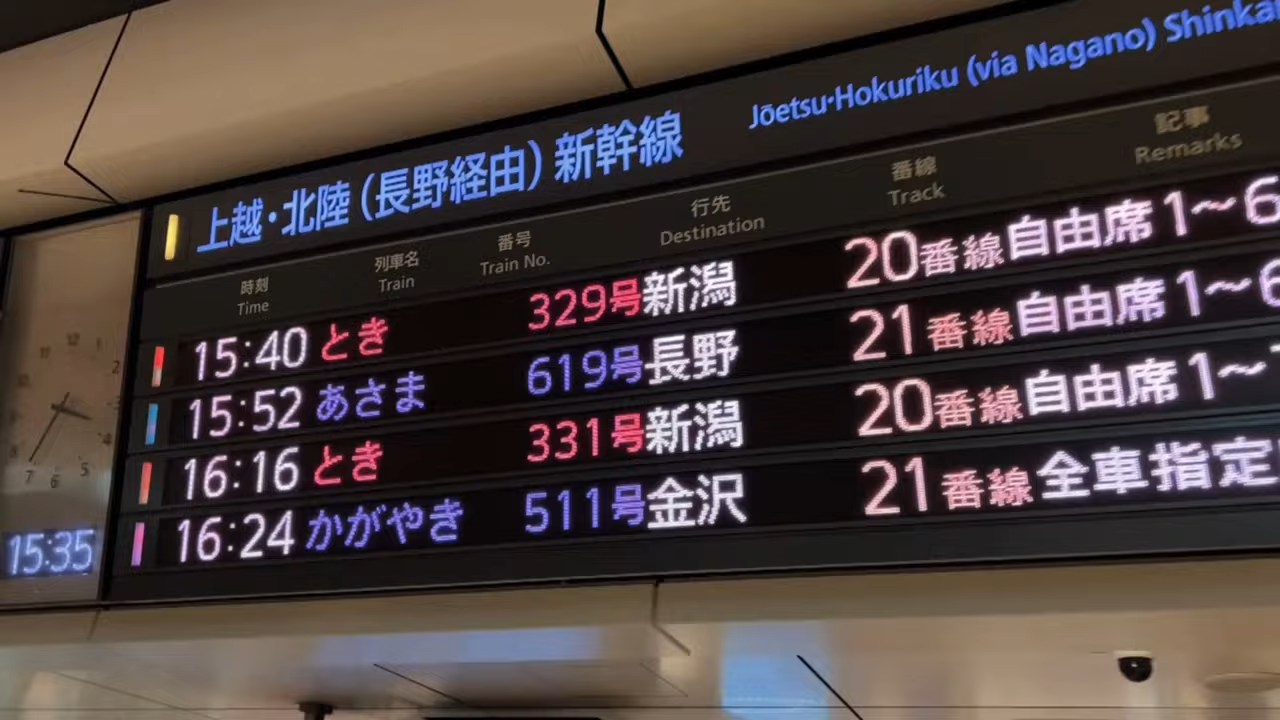 上越・北陸（長野経由）新幹線 Jōetsu·Hokuriku (via Nagano)
時刻 列車名 番号 行先 番線 記事
Time Train Train No. Destination Track Remarks
15:40 とき 329号 新潟 20番線 自由席 1〜6
15:52 あさま 619号 長野 21番線 自由席 1〜
16:16 とき 331号 新潟 20番線 自由席 1〜
16:24 かがやき 511号 金沢 21番線 全車指定
15:35